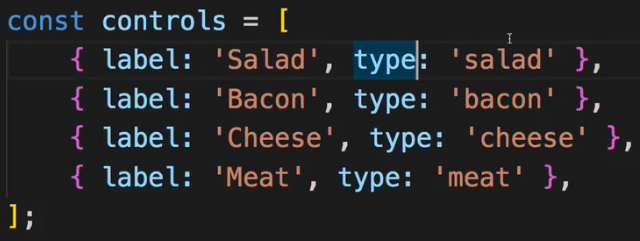 const controls = [
{ label: 'Salad', type: 'salad' },
{ label: 'Bacon', type: 'bacon' },
{ label: 'Cheese', type: 'cheese' },
{ label: 'Meat', type: 'meat' },
];